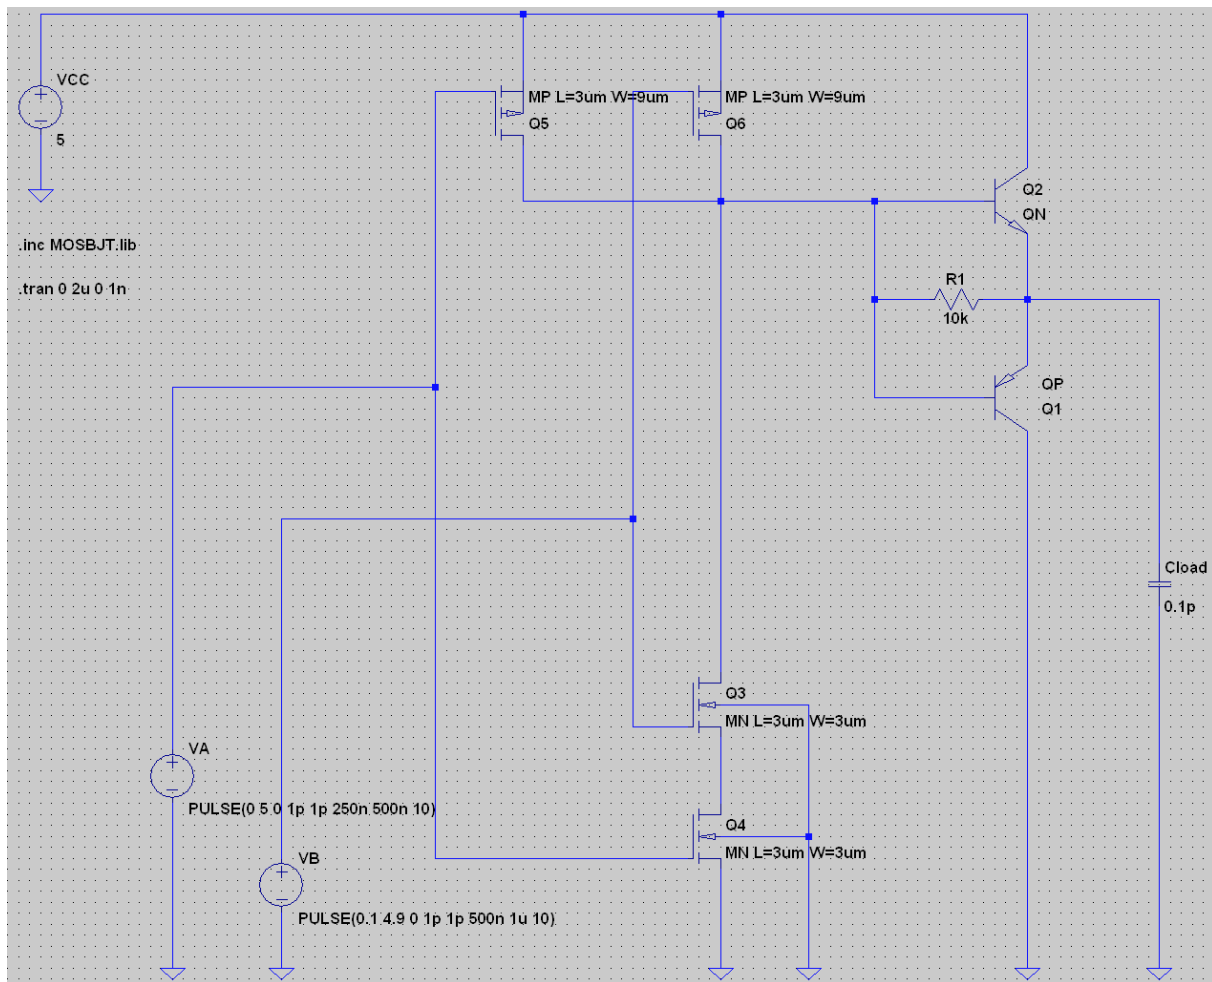 VCC
5
MP L=3um W=9um
Q5
MP L=3um W=9um
Q6
Q2
QN
.inc MOSBJT.lib
.tran 0 2u 0 1n
R1
10k
QP
Q1
Cload
0.1p
Q3
MN L=3um W=3um
VA
PULSE(0 5 0 1p 1p 250n 500n 10)
Q4
MN L=3um W=3um
VB
PULSE(0.1 4.9 0 1p 1p 500n 1u 10)